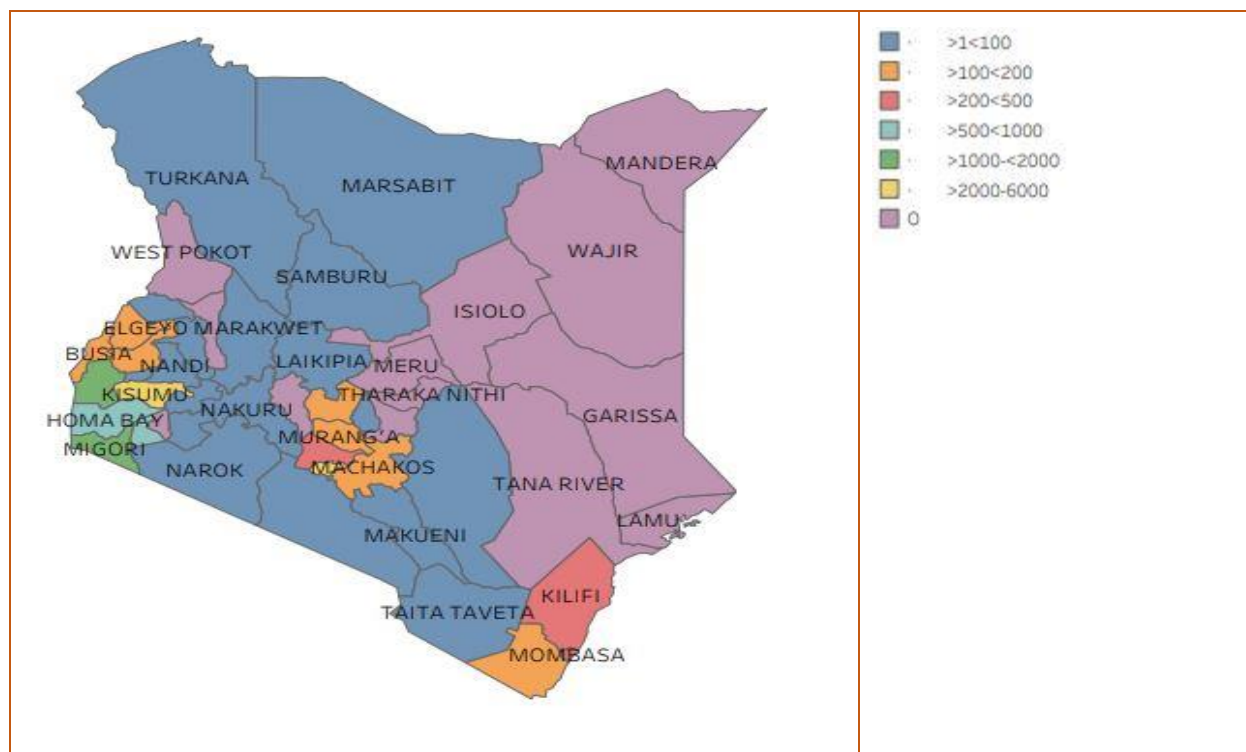 TURKANA
MARSABIT
MANDERA
WEST POKOT
WAJIR
SAMBURU
ISIOLO
ELGEYO MARAKWET
BUSIA
NANDI
LAIKIPIA
MERU
KISUMU
NAKURU
THARAKA NITHI
HOMA BAY
GARISSA
MIGORI
MURANG'A
NAROK
MACHAKOS
TANA RIVER
LAMU
MAKUENI
KILIFI
TAITA TAVETA
MOMBASA
>1<100
>100<200
>200<500
>500<1000
>1000-<2000
>2000-6000
0